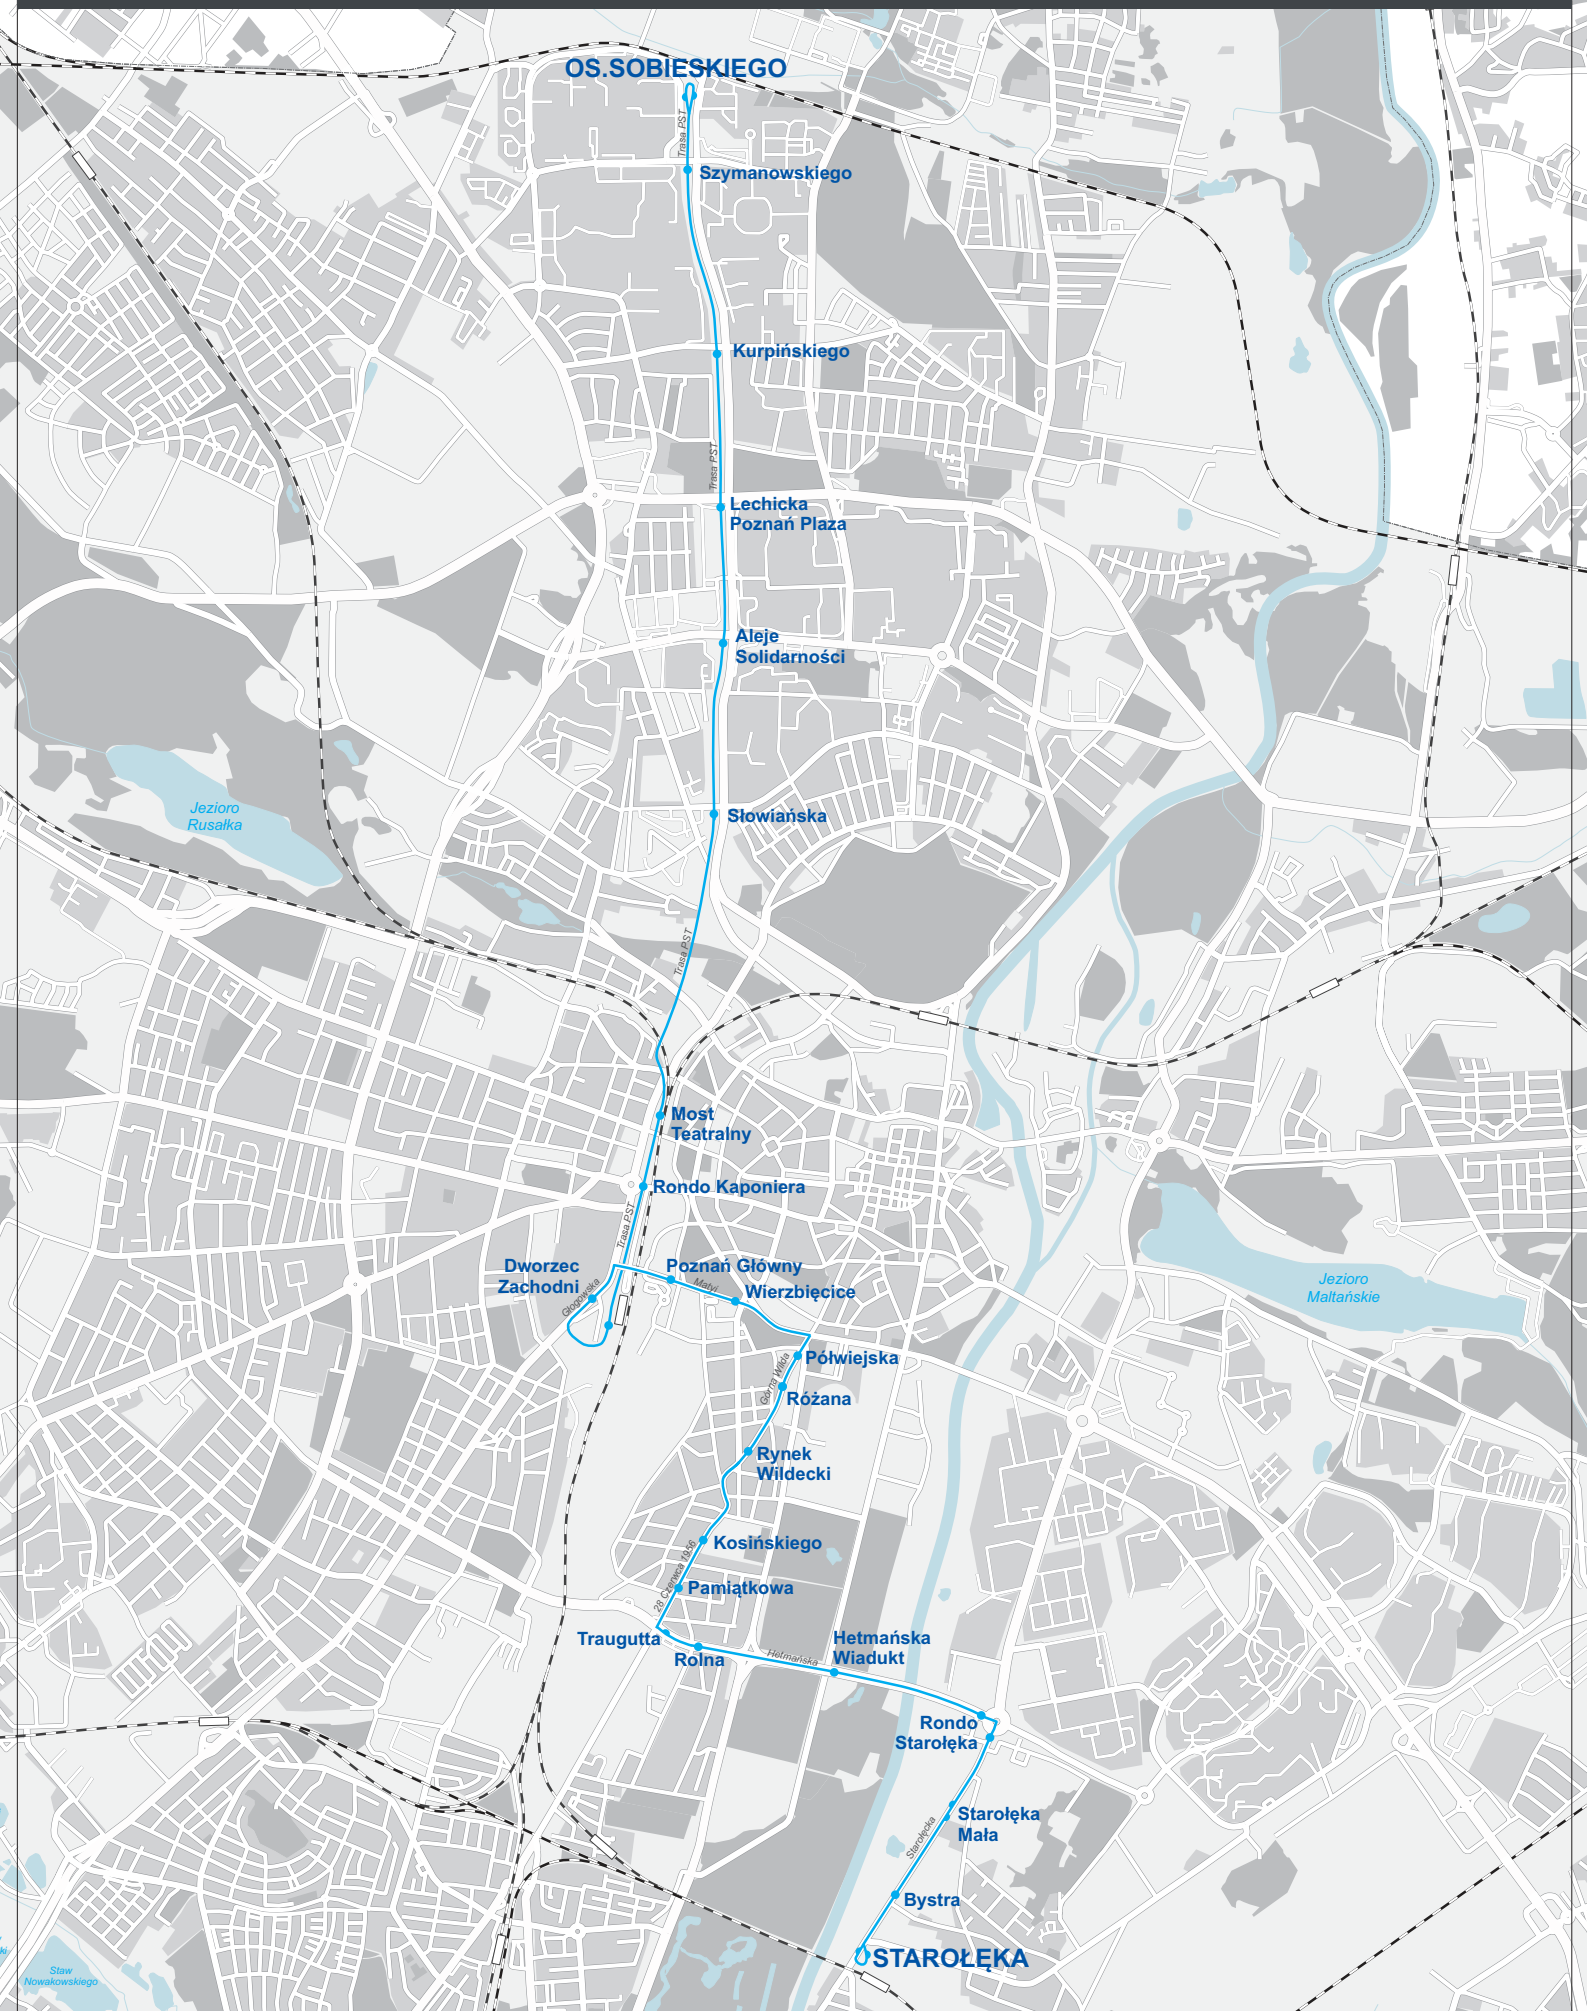 OS.SOBIESKIEGO
Trasa PST
Szymanowskiego
Kurpińskiego
Trasa PST
Lechicka
Poznań Plaza
Aleje
Solidarności
Jezioro
Rusałka
Słowiańska
Trasa PST
Most
Teatralny
Rondo Kaponiera
Trasa PST
Dworzec
Zachodni
Głogowska
Poznań Główny
Matyi
Wierzbięcice
Jezioro
Maltańskie
Półwiejska
Górna Wilda
Różana
Rynek
Wildecki
Kosińskiego
28 Czerwca 1956
Pamiątkowa
Traugutta
Rolna
Hetmańska
Hetmańska
Wiadukt
Rondo
Starołęka
Starołęka
Mała
Starołęcka
Bystra
STAROŁĘKA
Staw
Nowakowskiego